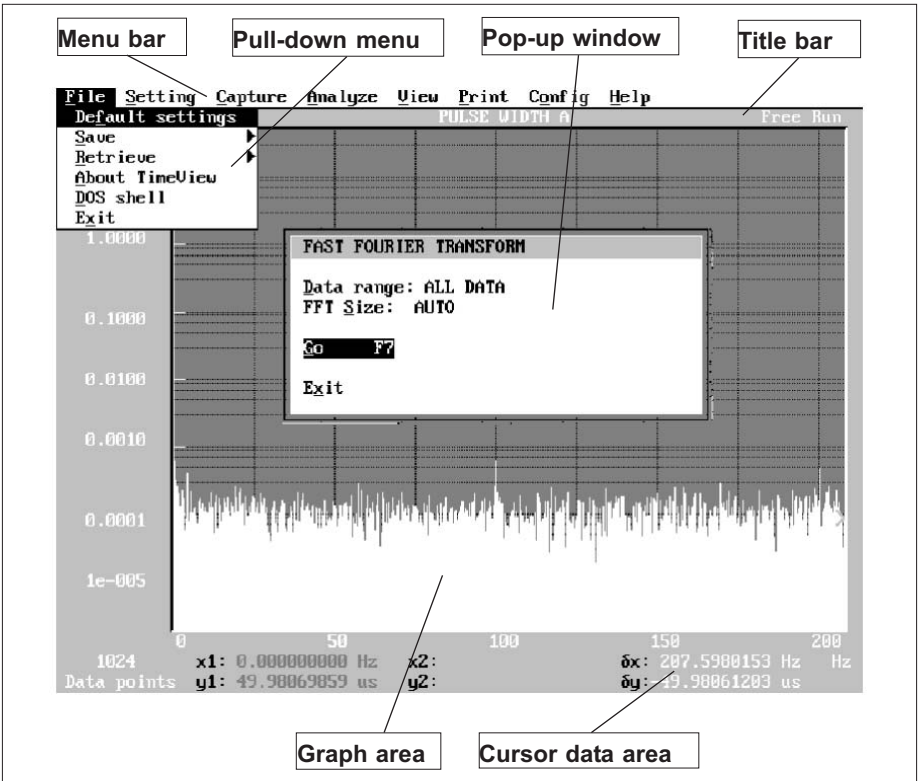 Menu bar
Pull-down menu
Pop-up window
Title bar
File Setting Capture Analyze View Print Config Help
Default settings
PULSE WIDTH A
Free Run
Save
Retrieve
About TimeView
DOS shell
Exit
1.0000
FAST FOURIER TRANSFORM
Data range: ALL DATA
FFT Size: AUTO
0.1000
Go F7
0.0100
Exit
0.0010
0.0001
1e-005
0 50 100 150 200
1024 x1: 0.000000000 Hz x2: δx: 207.5980153 Hz Hz
Data points y1: 49.98069859 us y2: δy:-49.98061203 us
Graph area
Cursor data area